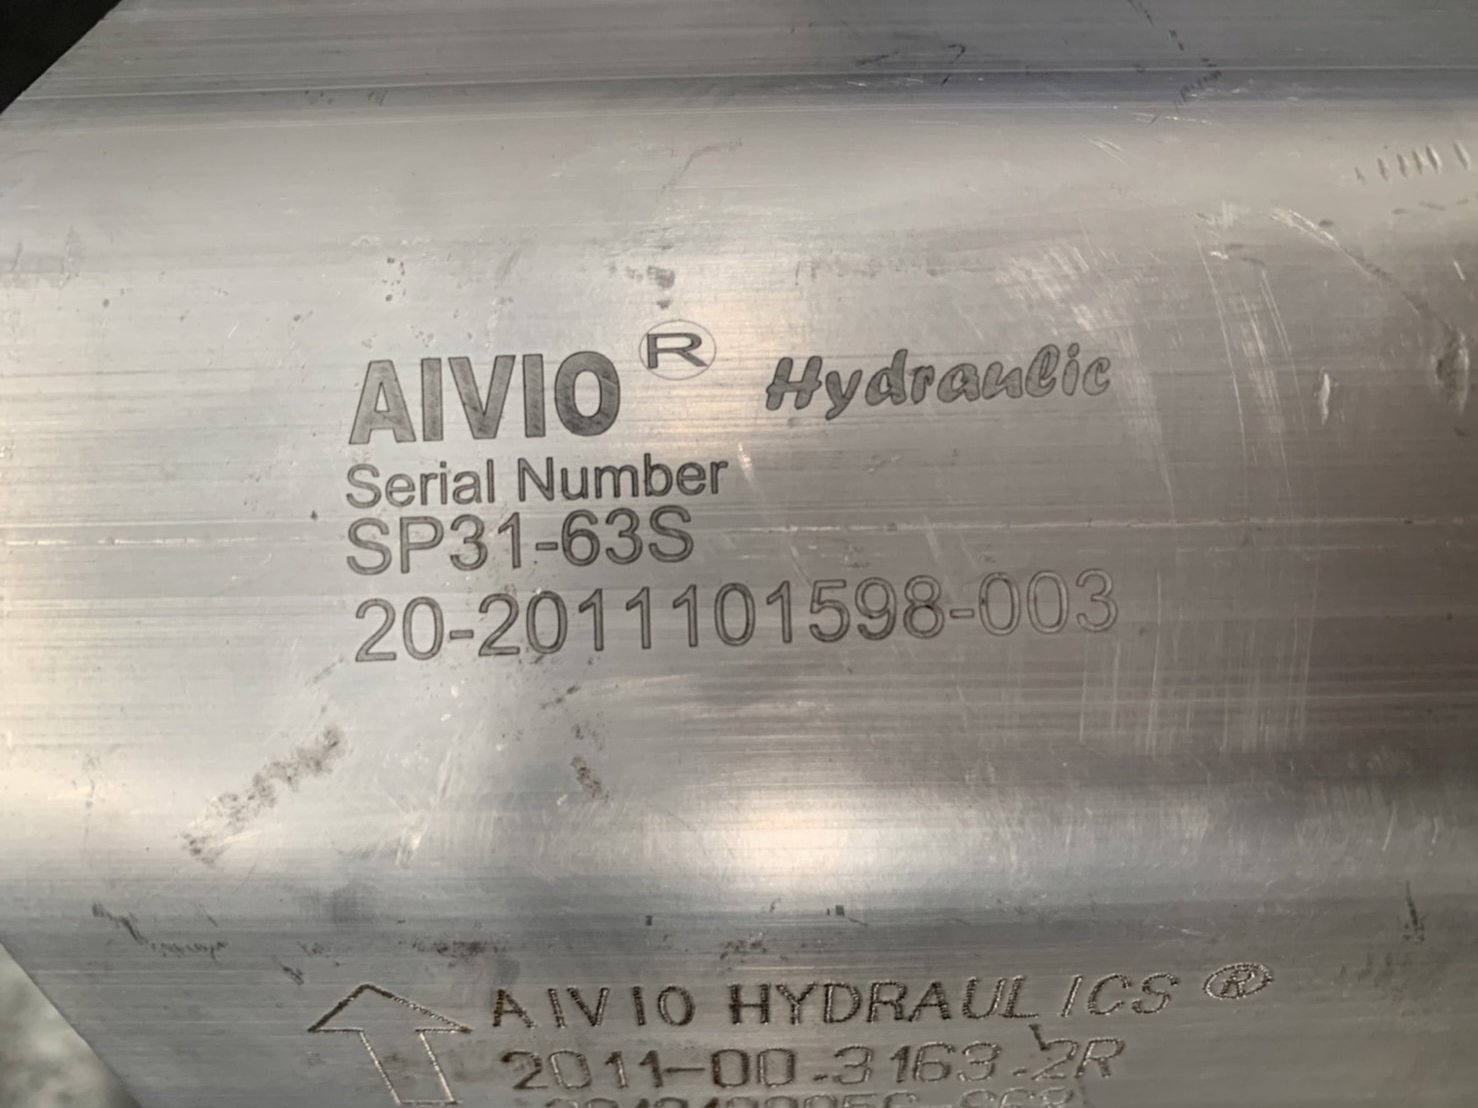 AIVIO® Hydraulic
Serial Number
SP31-63S
20-2011101598-003
AIVIO HYDRAULICS®
2011-00.3163.2R